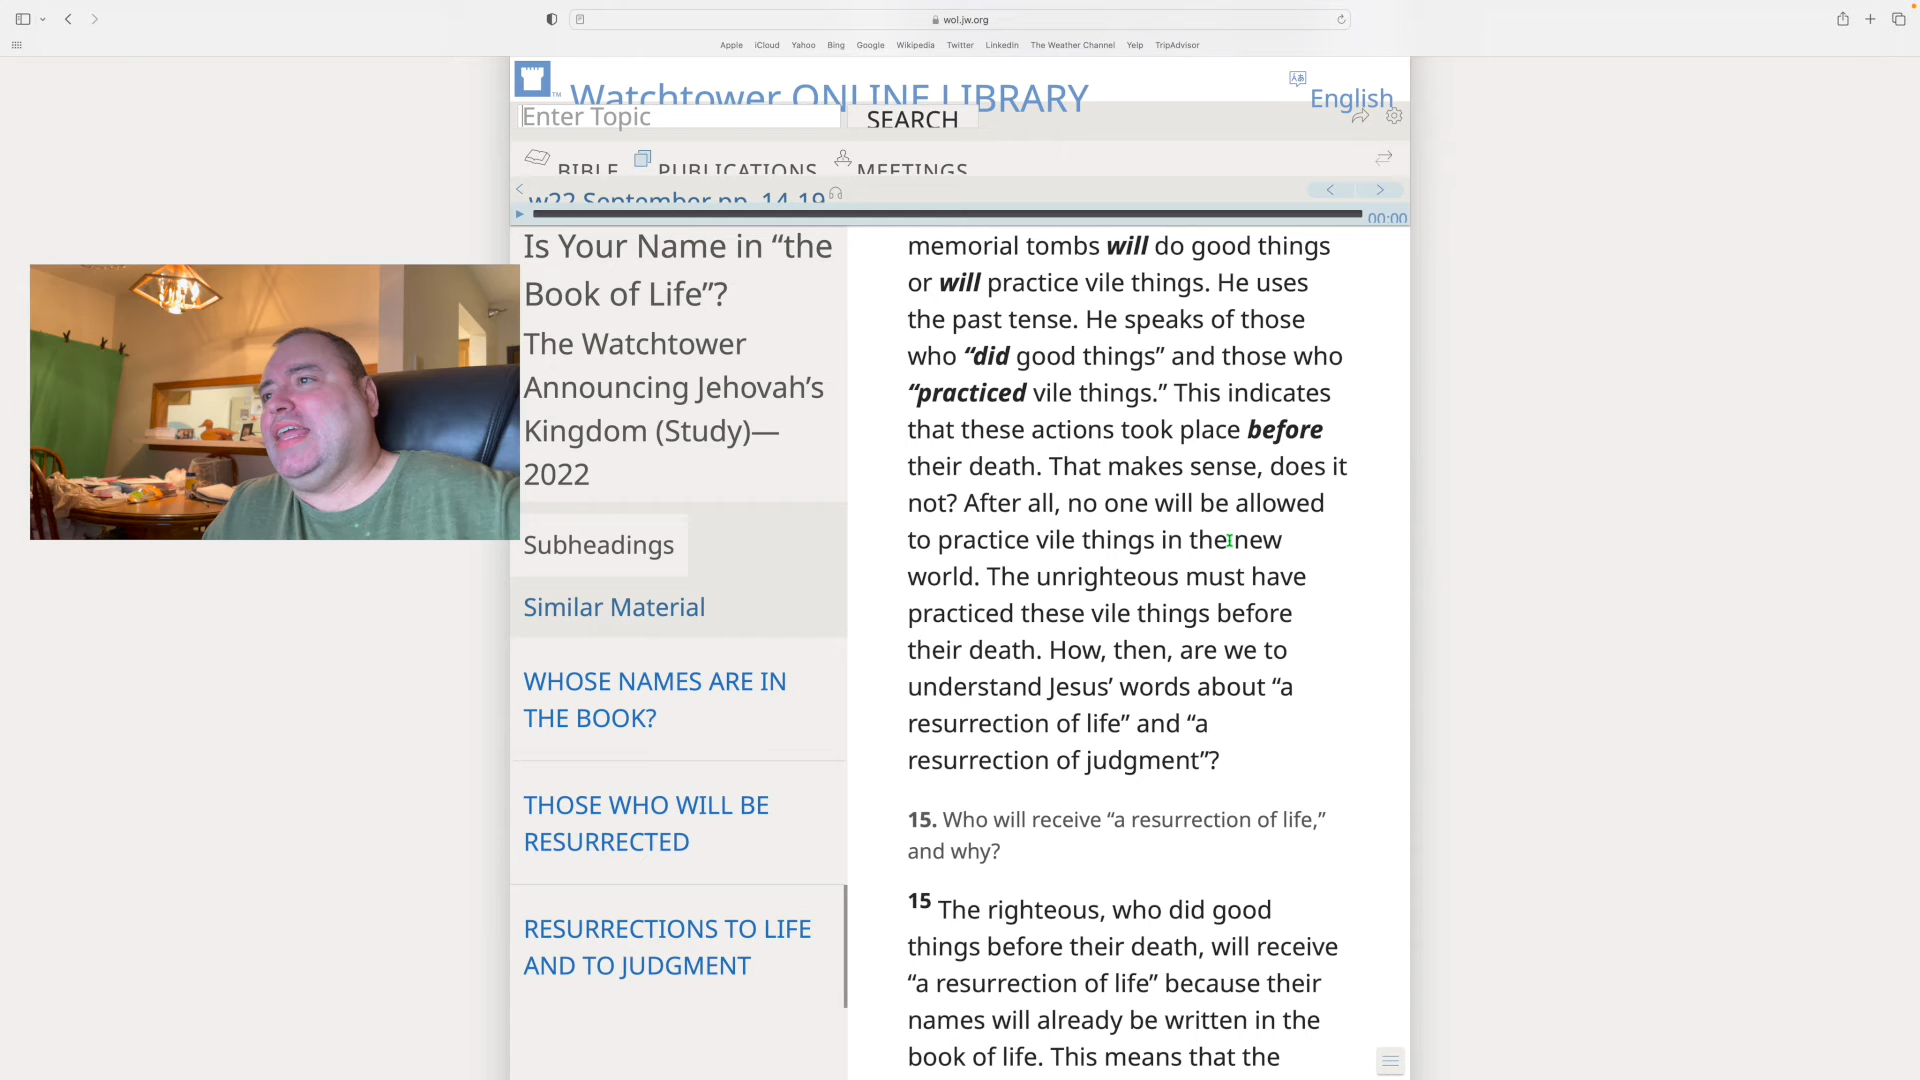 wol.jw.org
Apple iCloud Yahoo Bing Google Wikipedia Twitter LinkedIn The Weather Channel Yelp TripAdvisor
Watchtower ONLINE LIBRARY
English
Enter Topic
SEARCH
BIBLE PUBLICATIONS MEETINGS
w22 September pp. 14-19
00:00
Is Your Name in “the
Book of Life”?
The Watchtower
Announcing Jehovah’s
Kingdom (Study)—
2022
Subheadings
Similar Material
WHOSE NAMES ARE IN
THE BOOK?
THOSE WHO WILL BE
RESURRECTED
RESURRECTIONS TO LIFE
AND TO JUDGMENT
memorial tombs will do good things
or will practice vile things. He uses
the past tense. He speaks of those
who “did good things” and those who
“practiced vile things.” This indicates
that these actions took place before
their death. That makes sense, does it
not? After all, no one will be allowed
to practice vile things in the new
world. The unrighteous must have
practiced these vile things before
their death. How, then, are we to
understand Jesus’ words about “a
resurrection of life” and “a
resurrection of judgment”?
15. Who will receive “a resurrection of life,”
and why?
15 The righteous, who did good
things before their death, will receive
“a resurrection of life” because their
names will already be written in the
book of life. This means that the